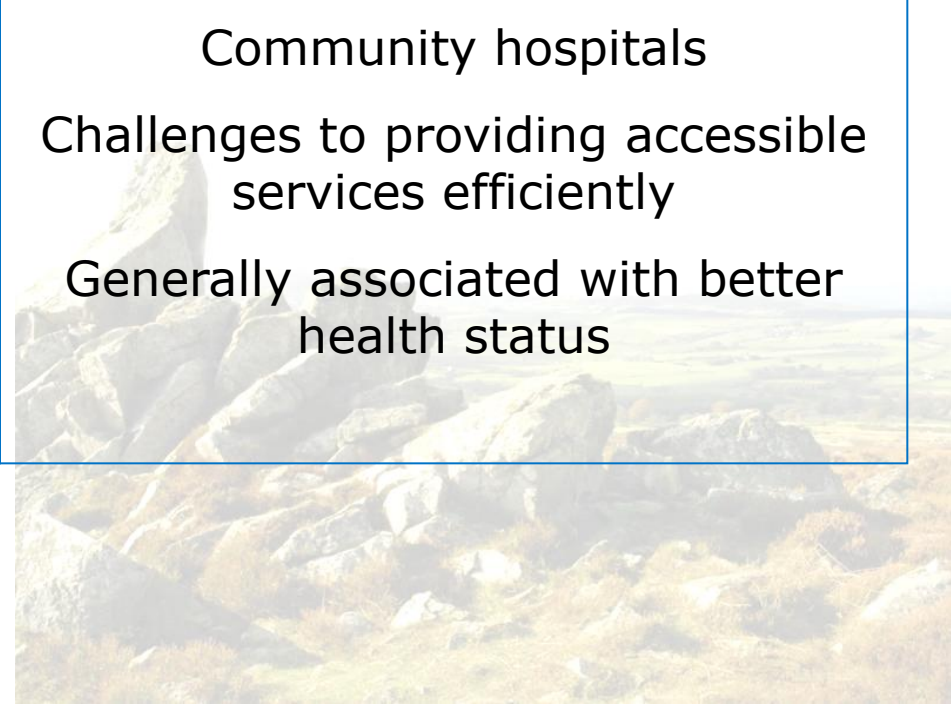 Community hospitals
Challenges to providing accessible
services efficiently
Generally associated with better
health status